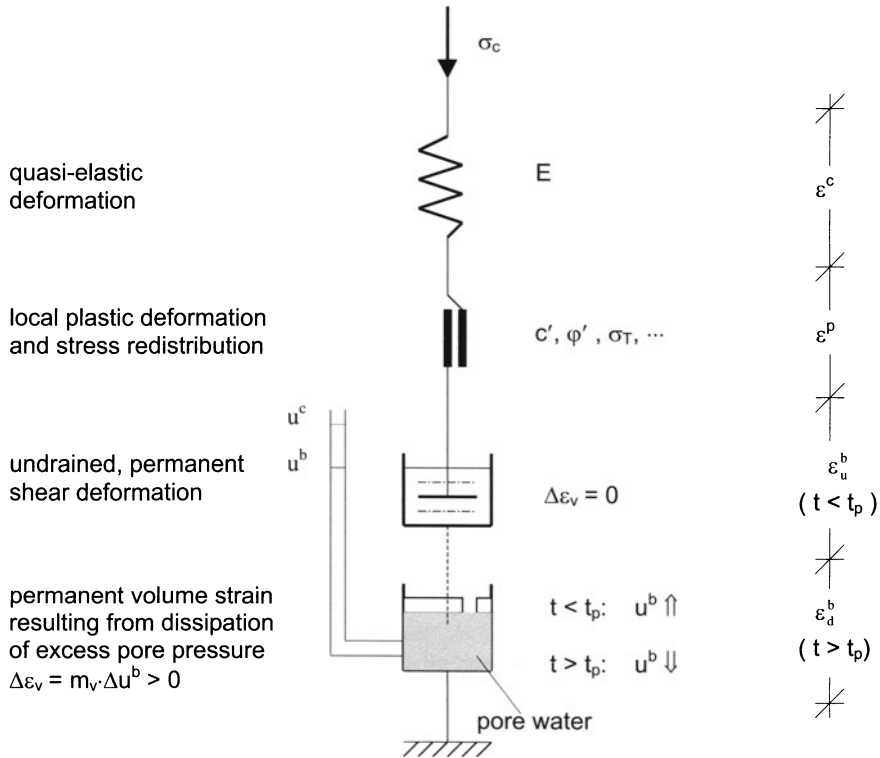 σc
quasi-elastic
deformation
E
εᶜ
local plastic deformation
and stress redistribution
c′, φ′ , σT, ···
εᵖ
uᶜ
uᵇ
undrained, permanent
shear deformation
Δεv = 0
εᵇu
( t < tp )
permanent volume strain
resulting from dissipation
of excess pore pressure
Δεv = mv·Δuᵇ > 0
t < tp: uᵇ ⇑
t > tp: uᵇ ⇓
εᵇd
( t > tp)
pore water